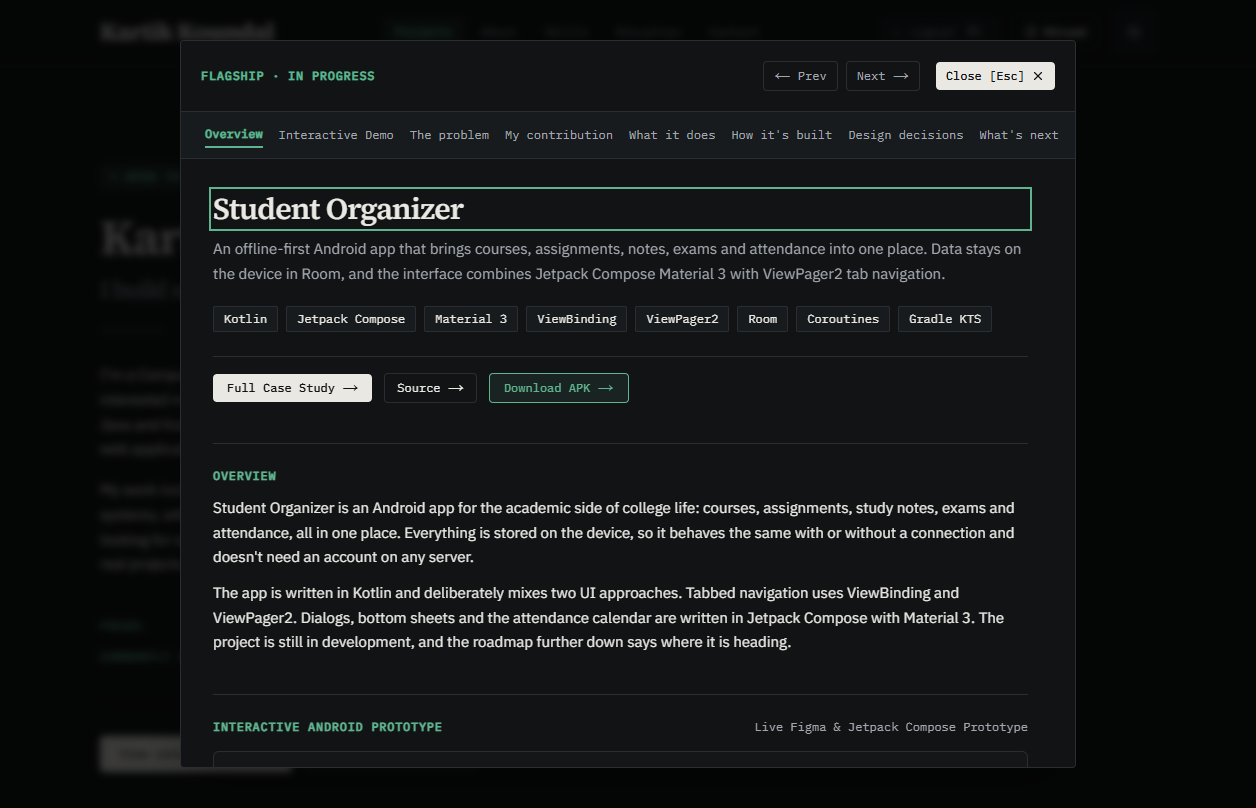 FLAGSHIP · IN PROGRESS
← Prev
Next →
Close [Esc] ✕
Overview
Interactive Demo
The problem
My contribution
What it does
How it's built
Design decisions
What's next
Student Organizer
An offline-first Android app that brings courses, assignments, notes, exams and attendance into one place. Data stays on
the device in Room, and the interface combines Jetpack Compose Material 3 with ViewPager2 tab navigation.
Kotlin
Jetpack Compose
Material 3
ViewBinding
ViewPager2
Room
Coroutines
Gradle KTS
Full Case Study →
Source →
Download APK →
OVERVIEW
Student Organizer is an Android app for the academic side of college life: courses, assignments, study notes, exams and
attendance, all in one place. Everything is stored on the device, so it behaves the same with or without a connection and
doesn't need an account on any server.
The app is written in Kotlin and deliberately mixes two UI approaches. Tabbed navigation uses ViewBinding and
ViewPager2. Dialogs, bottom sheets and the attendance calendar are written in Jetpack Compose with Material 3. The
project is still in development, and the roadmap further down says where it is heading.
INTERACTIVE ANDROID PROTOTYPE
Live Figma & Jetpack Compose Prototype